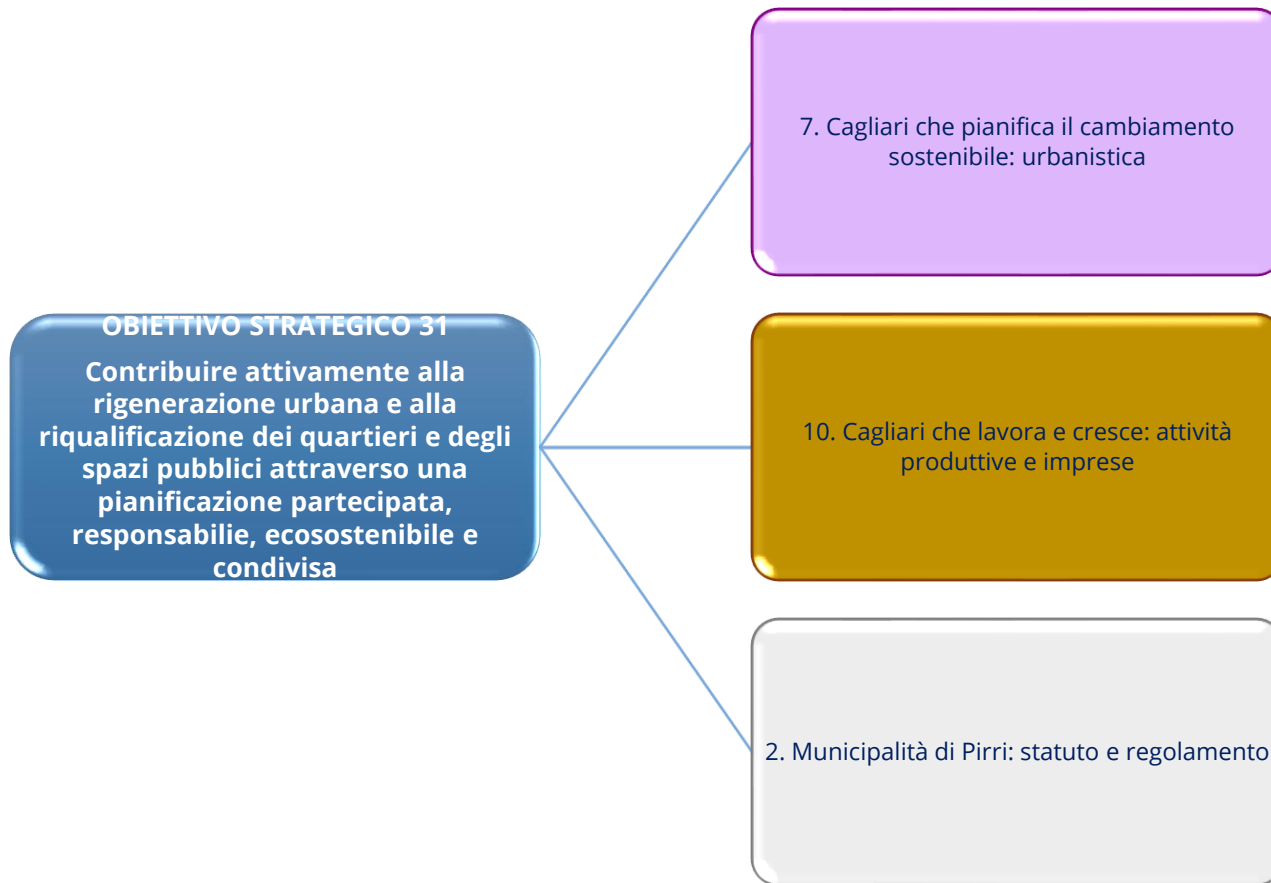 OBIETTIVO STRATEGICO 31
Contribuire attivamente alla
rigenerazione urbana e alla
riqualificazione dei quartieri e degli
spazi pubblici attraverso una
pianificazione partecipata,
responsabilie, ecosostenibile e
condivisa
7. Cagliari che pianifica il cambiamento
sostenibile: urbanistica
10. Cagliari che lavora e cresce: attività
produttive e imprese
2. Municipalità di Pirri: statuto e regolamento